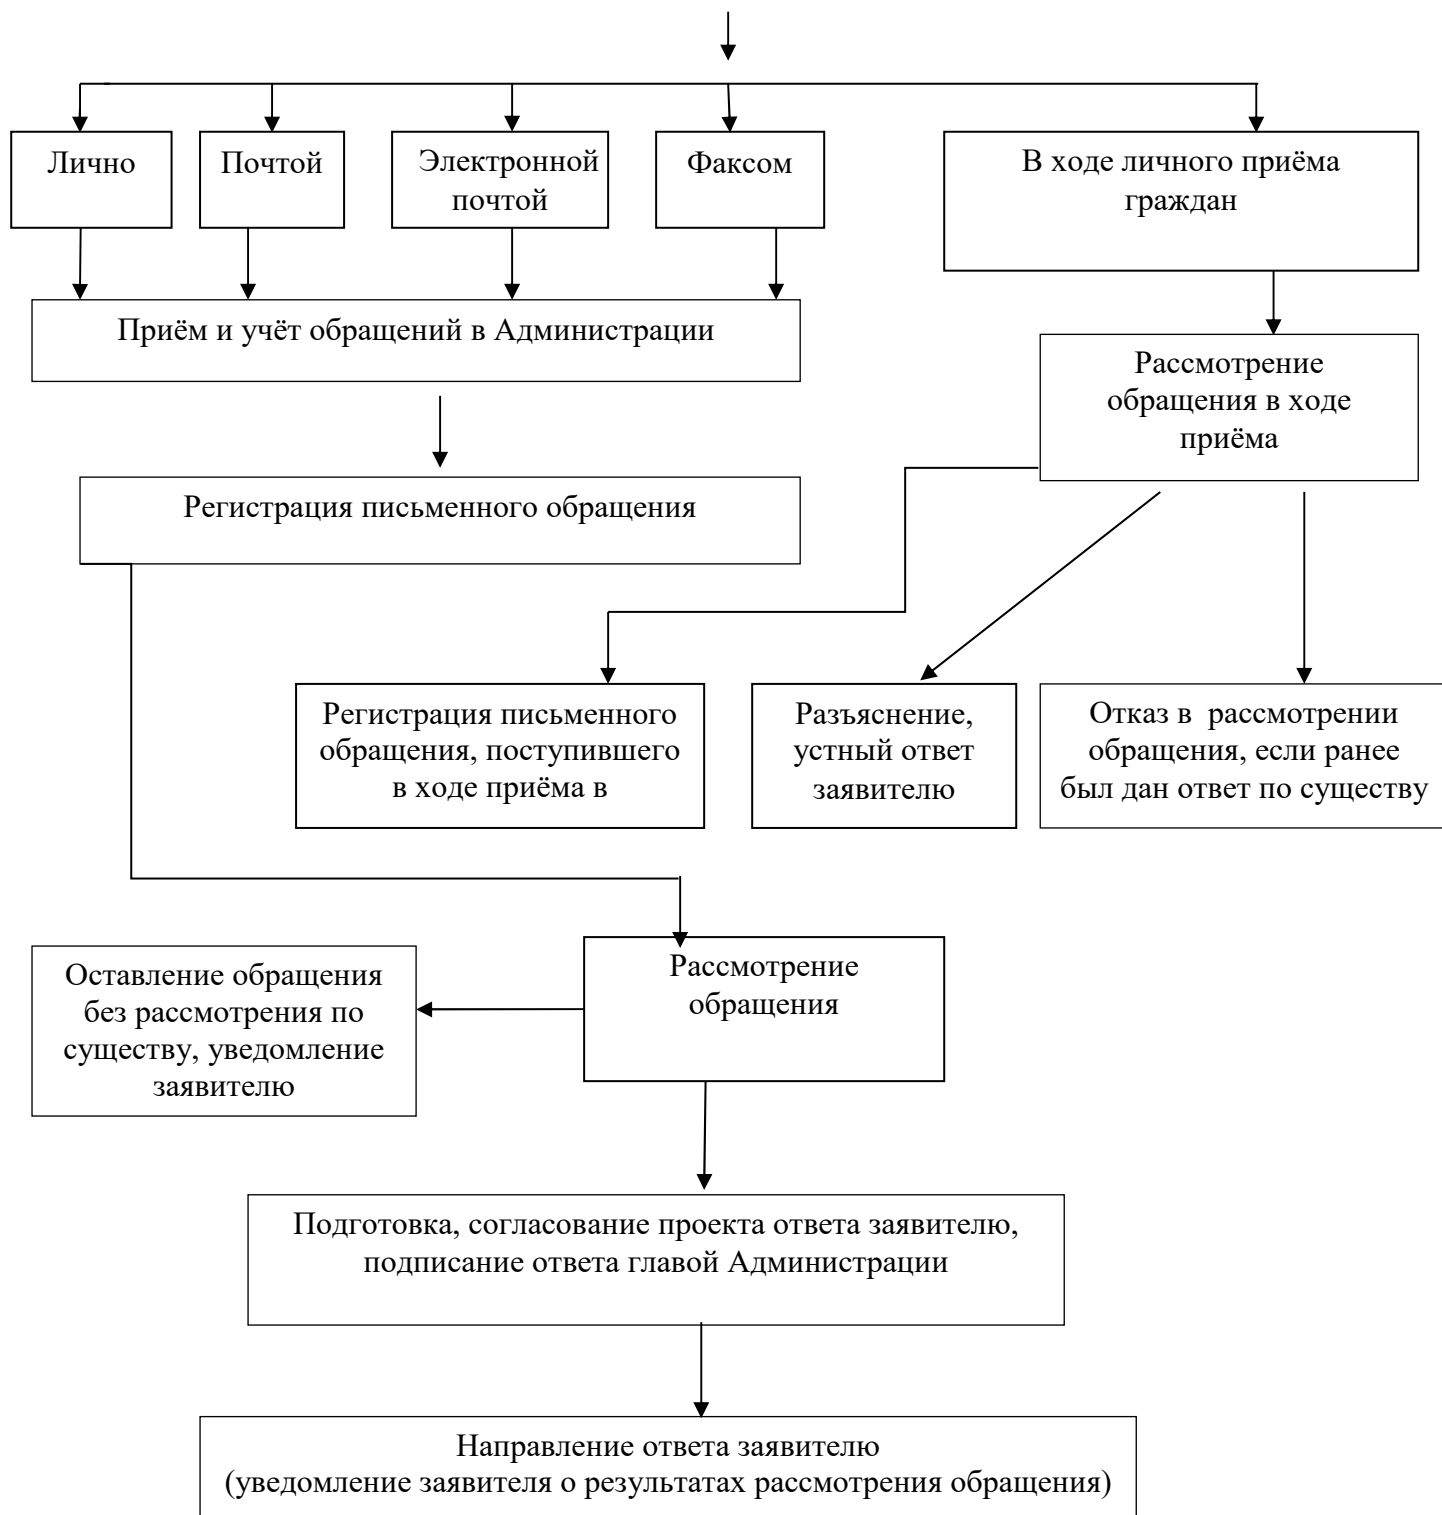 Лично
Почтой
Электронной
почтой
Факсом
В ходе личного приёма
граждан
Приём и учёт обращений в Администрации
Рассмотрение
обращения в ходе
приёма
Регистрация письменного обращения
Регистрация письменного
обращения, поступившего
в ходе приёма в
Разъяснение,
устный ответ
заявителю
Отказ в  рассмотрении
обращения, если ранее
был дан ответ по существу
Оставление обращения
без рассмотрения по
существу, уведомление
заявителю
Рассмотрение
обращения
Подготовка, согласование проекта ответа заявителю,
подписание ответа главой Администрации
Направление ответа заявителю
(уведомление заявителя о результатах рассмотрения обращения)